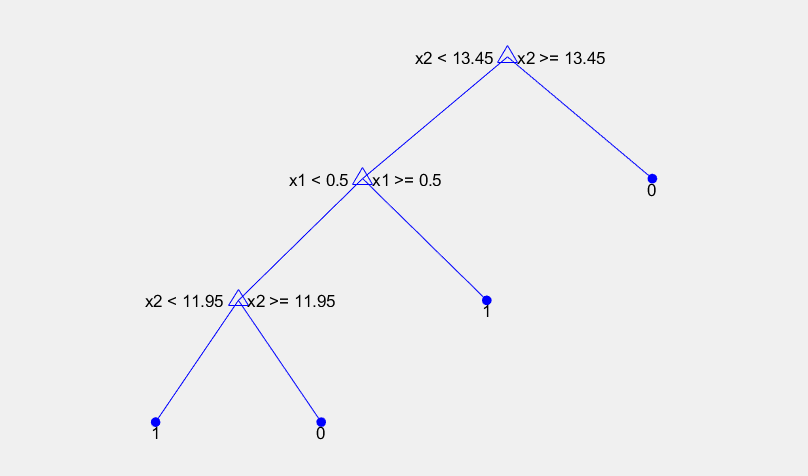 x2 < 13.45 x2 >= 13.45
x1 < 0.5 x1 >= 0.5
0
x2 < 11.95 x2 >= 11.95
1
1
0